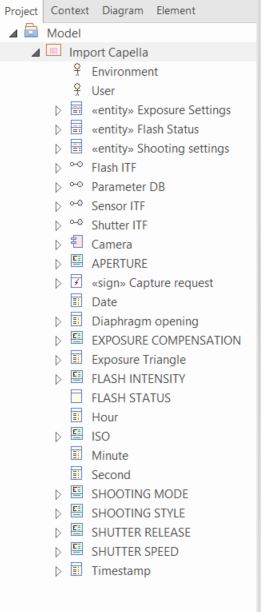 Project Context Diagram Element
Model
Import Capella
Environment
User
«entity» Exposure Settings
«entity» Flash Status
«entity» Shooting settings
Flash ITF
Parameter DB
Sensor ITF
Shutter ITF
Camera
APERTURE
«sign» Capture request
Date
Diaphragm opening
EXPOSURE COMPENSATION
Exposure Triangle
FLASH INTENSITY
FLASH STATUS
Hour
ISO
Minute
Second
SHOOTING MODE
SHOOTING STYLE
SHUTTER RELEASE
SHUTTER SPEED
Timestamp